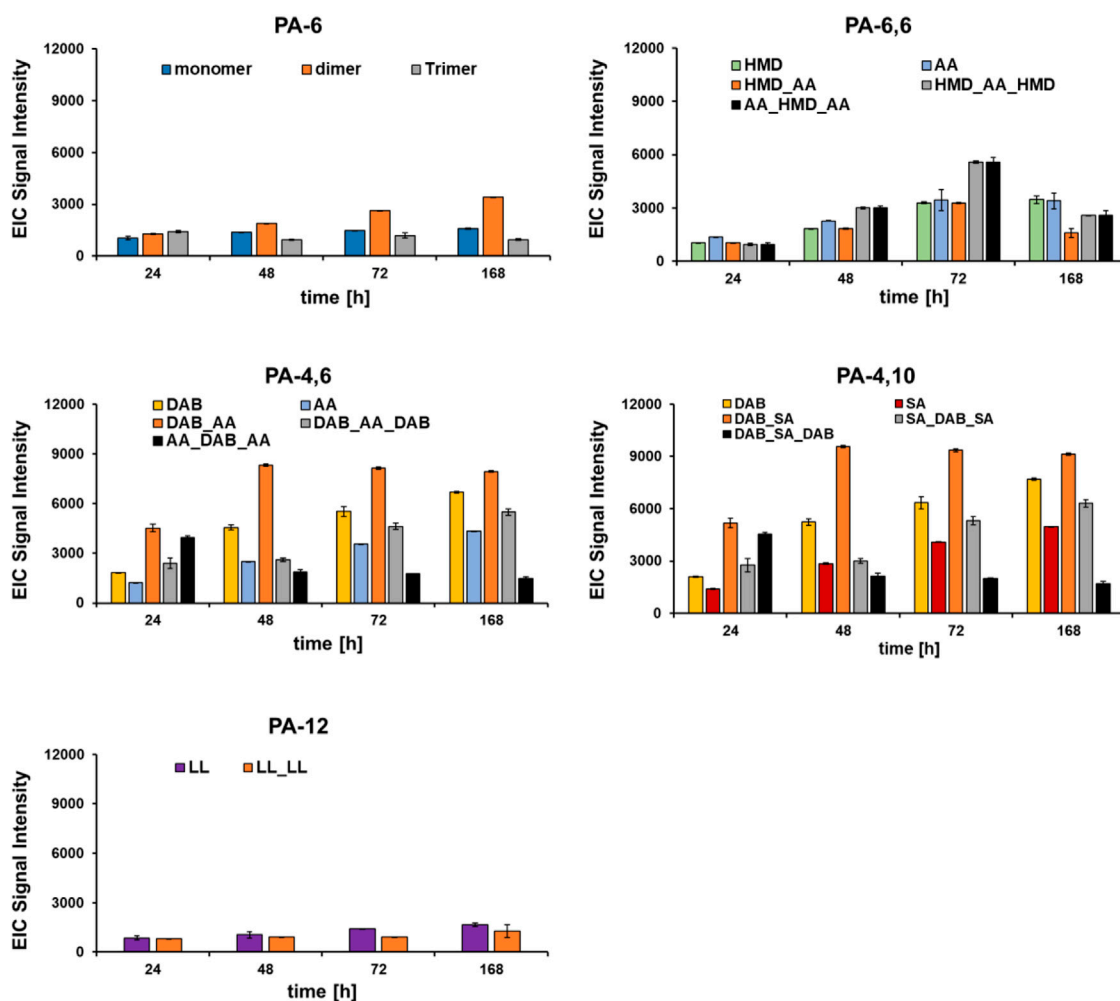 PA-6
12000
9000
6000
3000
0
EIC Signal Intensity
monomer dimer Trimer
24 48 72 168
time [h]
PA-6,6
12000
9000
6000
3000
0
EIC Signal Intensity
HMD AA
HMD_AA HMD_AA_HMD
AA_HMD_AA
24 48 72 168
time [h]
PA-4,6
12000
9000
6000
3000
0
EIC Signal Intensity
DAB AA
DAB_AA DAB_AA_DAB
AA_DAB_AA
24 48 72 168
time [h]
PA-4,10
12000
9000
6000
3000
0
EIC Signal Intensity
DAB SA
DAB_SA SA_DAB_SA
DAB_SA_DAB
24 48 72 168
time [h]
PA-12
12000
9000
6000
3000
0
EIC Signal Intensity
LL LL_LL
24 48 72 168
time [h]